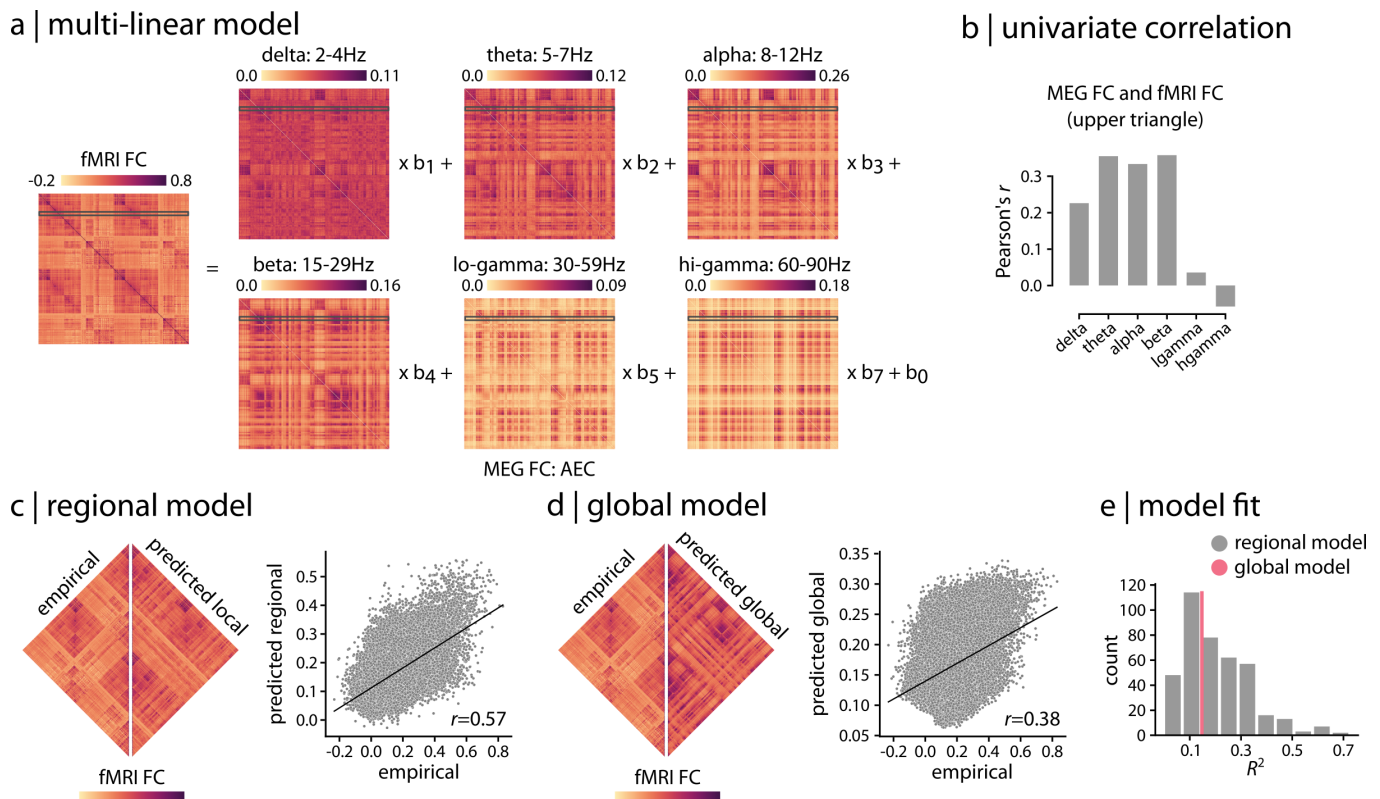 a | multi-linear model
delta: 2-4Hz
0.0 0.11
theta: 5-7Hz
0.0 0.12
alpha: 8-12Hz
0.0 0.26
fMRI FC
-0.2 0.8
=
x b1 +
x b2 +
x b3 +
beta: 15-29Hz
0.0 0.16
lo-gamma: 30-59Hz
0.0 0.09
hi-gamma: 60-90Hz
0.0 0.18
x b4 +
x b5 +
x b7 + b0
MEG FC: AEC
b | univariate correlation
MEG FC and fMRI FC
(upper triangle)
Pearson's r
0.3
0.2
0.1
0.0
delta
theta
alpha
beta
lgamma
hgamma
c | regional model
empirical
predicted local
fMRI FC
predicted regional
0.5
0.4
0.3
0.2
0.1
0.0
r=0.57
-0.2 0.0 0.2 0.4 0.6 0.8
empirical
d | global model
empirical
predicted global
fMRI FC
predicted global
0.35
0.30
0.25
0.20
0.15
0.10
0.05
r=0.38
-0.2 0.0 0.2 0.4 0.6 0.8
empirical
e | model fit
regional model
global model
count
120
100
80
60
40
20
0
0.1 0.3 0.5 0.7
R2